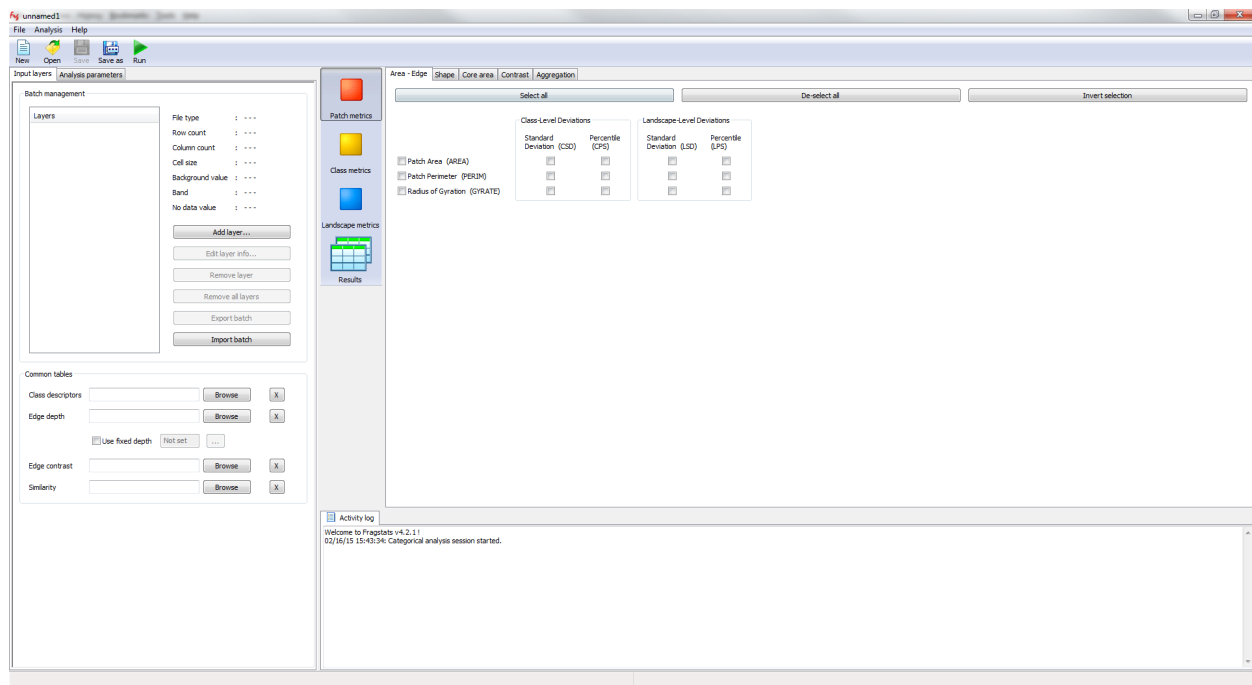 unnamed1
File Analysis Help
New Open Save Save as Run
Input layers Analysis parameters
Batch management
Layers
File type : ---
Row count : ---
Column count : ---
Cell size : ---
Background value : ---
Band : ---
No data value : ---
Add layer...
Edit layer info...
Remove layer
Remove all layers
Export batch
Import batch
Common tables
Class descriptors Browse X
Edge depth Browse X
Use fixed depth Not set ...
Edge contrast Browse X
Similarity Browse X
Patch metrics
Class metrics
Landscape metrics
Results
Area - Edge Shape Core area Contrast Aggregation
Select all De-select all Invert selection
Class-Level Deviations Landscape-Level Deviations
Standard Deviation (CSD) Percentile (CPS) Standard Deviation (LSD) Percentile (LPS)
Patch Area (AREA)
Patch Perimeter (PERIM)
Radius of Gyration (GYRATE)
Activity log
Welcome to Fragstats v4.2.1!
02/16/15 15:43:34: Categorical analysis session started.